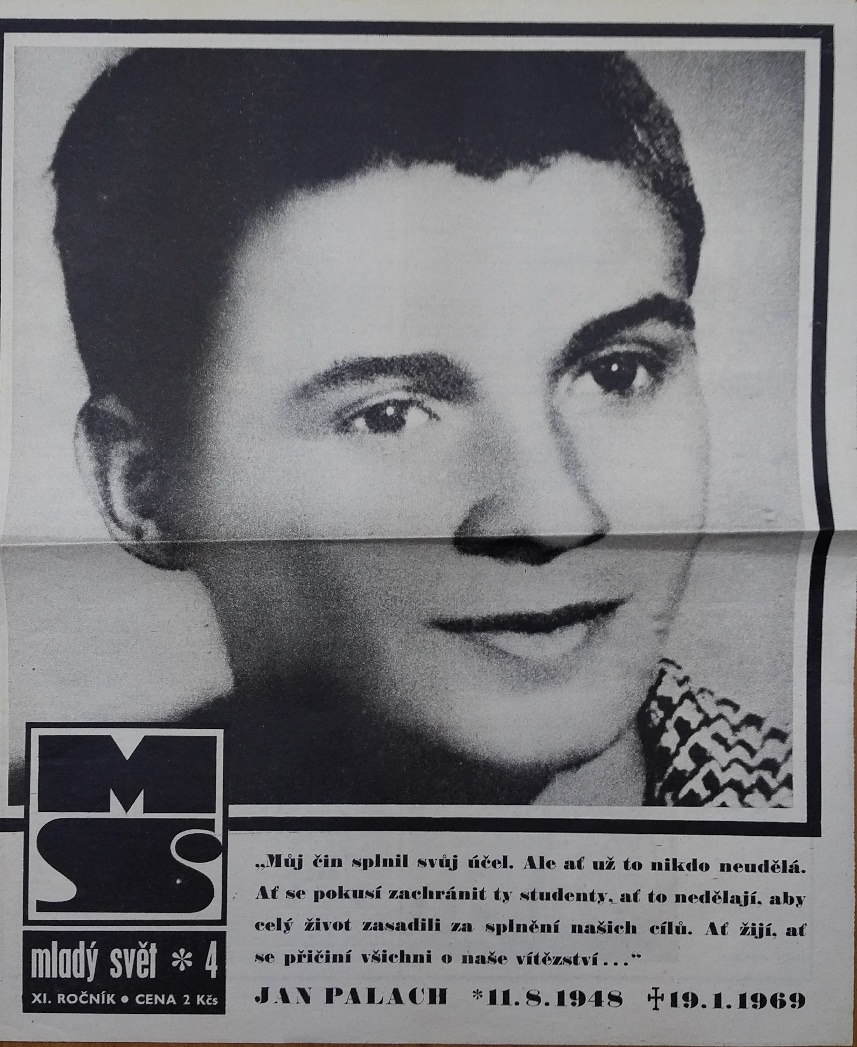 MS
mladý svět * 4
XI. ROČNÍK • CENA 2 Kčs
„Můj čin splnil svůj účel. Ale ať už to nikdo neudělá.
Ať se pokusí zachránit ty studenty, ať to nedělají, aby
celý život zasadili za splnění našich cílů. Ať žijí, ať
se přičiní všichni o naše vítězství..."
JAN PALACH *11.8.1948 ✝19.1.1969